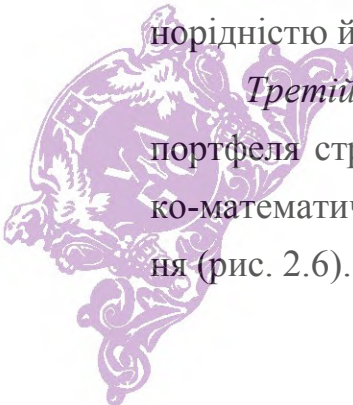 норідністю й
Третій
портфеля стр
ко-математич
ня (рис. 2.6).